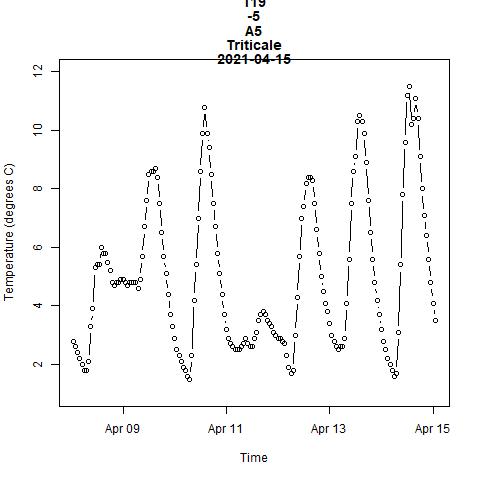 T19
-5
A5
Triticale
2021-04-15
Temperature (degrees C)
12
10
8
6
4
2
Apr 09
Apr 11
Apr 13
Apr 15
Time